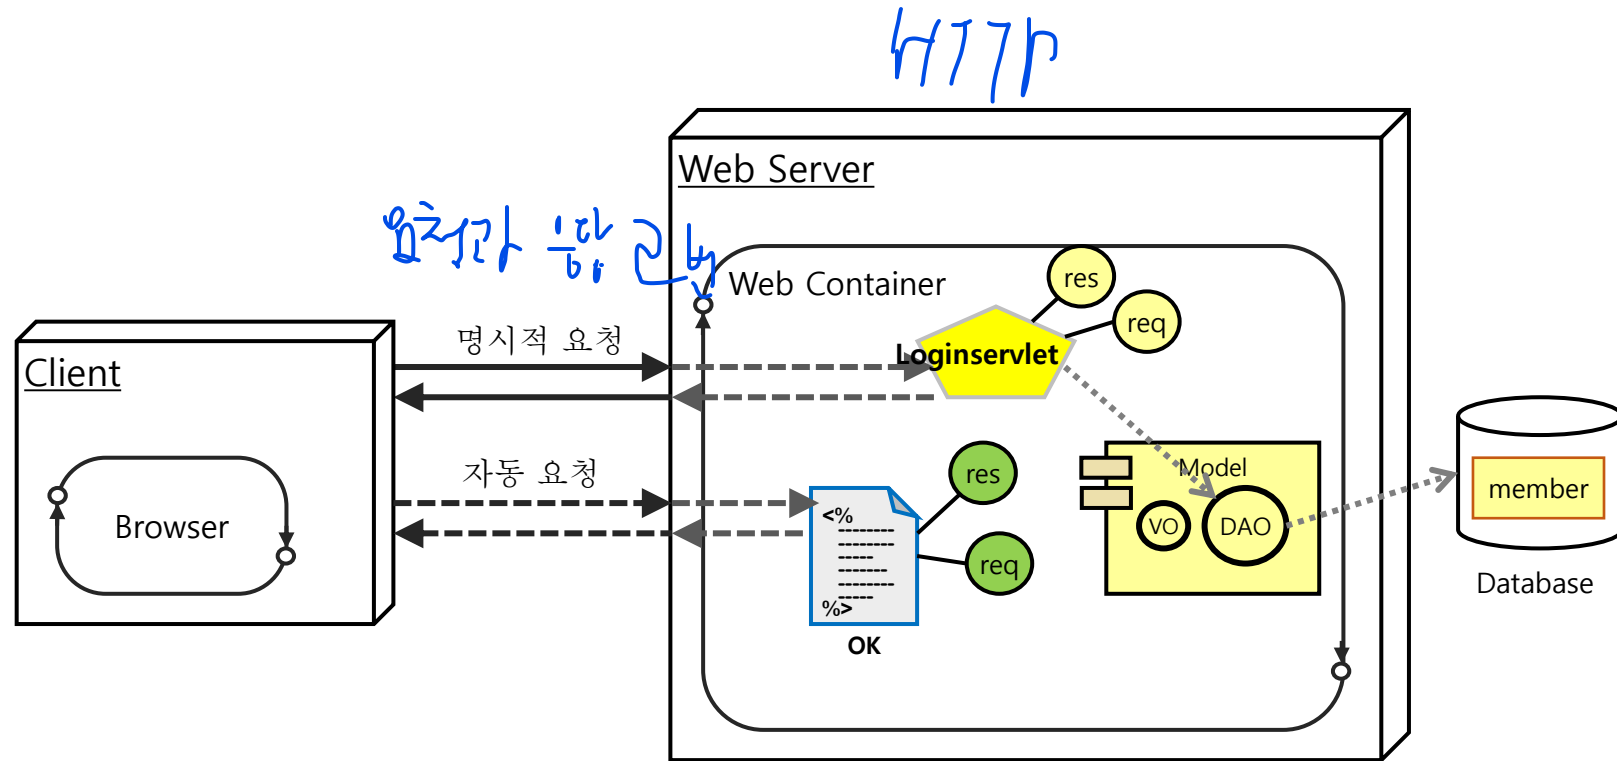 HTTP
Web Server
요청과 응답 관리
Web Container
res
req
Loginservlet
Client
명시적 요청
자동 요청
Browser
<%
%>
OK
res
req
Model
VO
DAO
member
Database